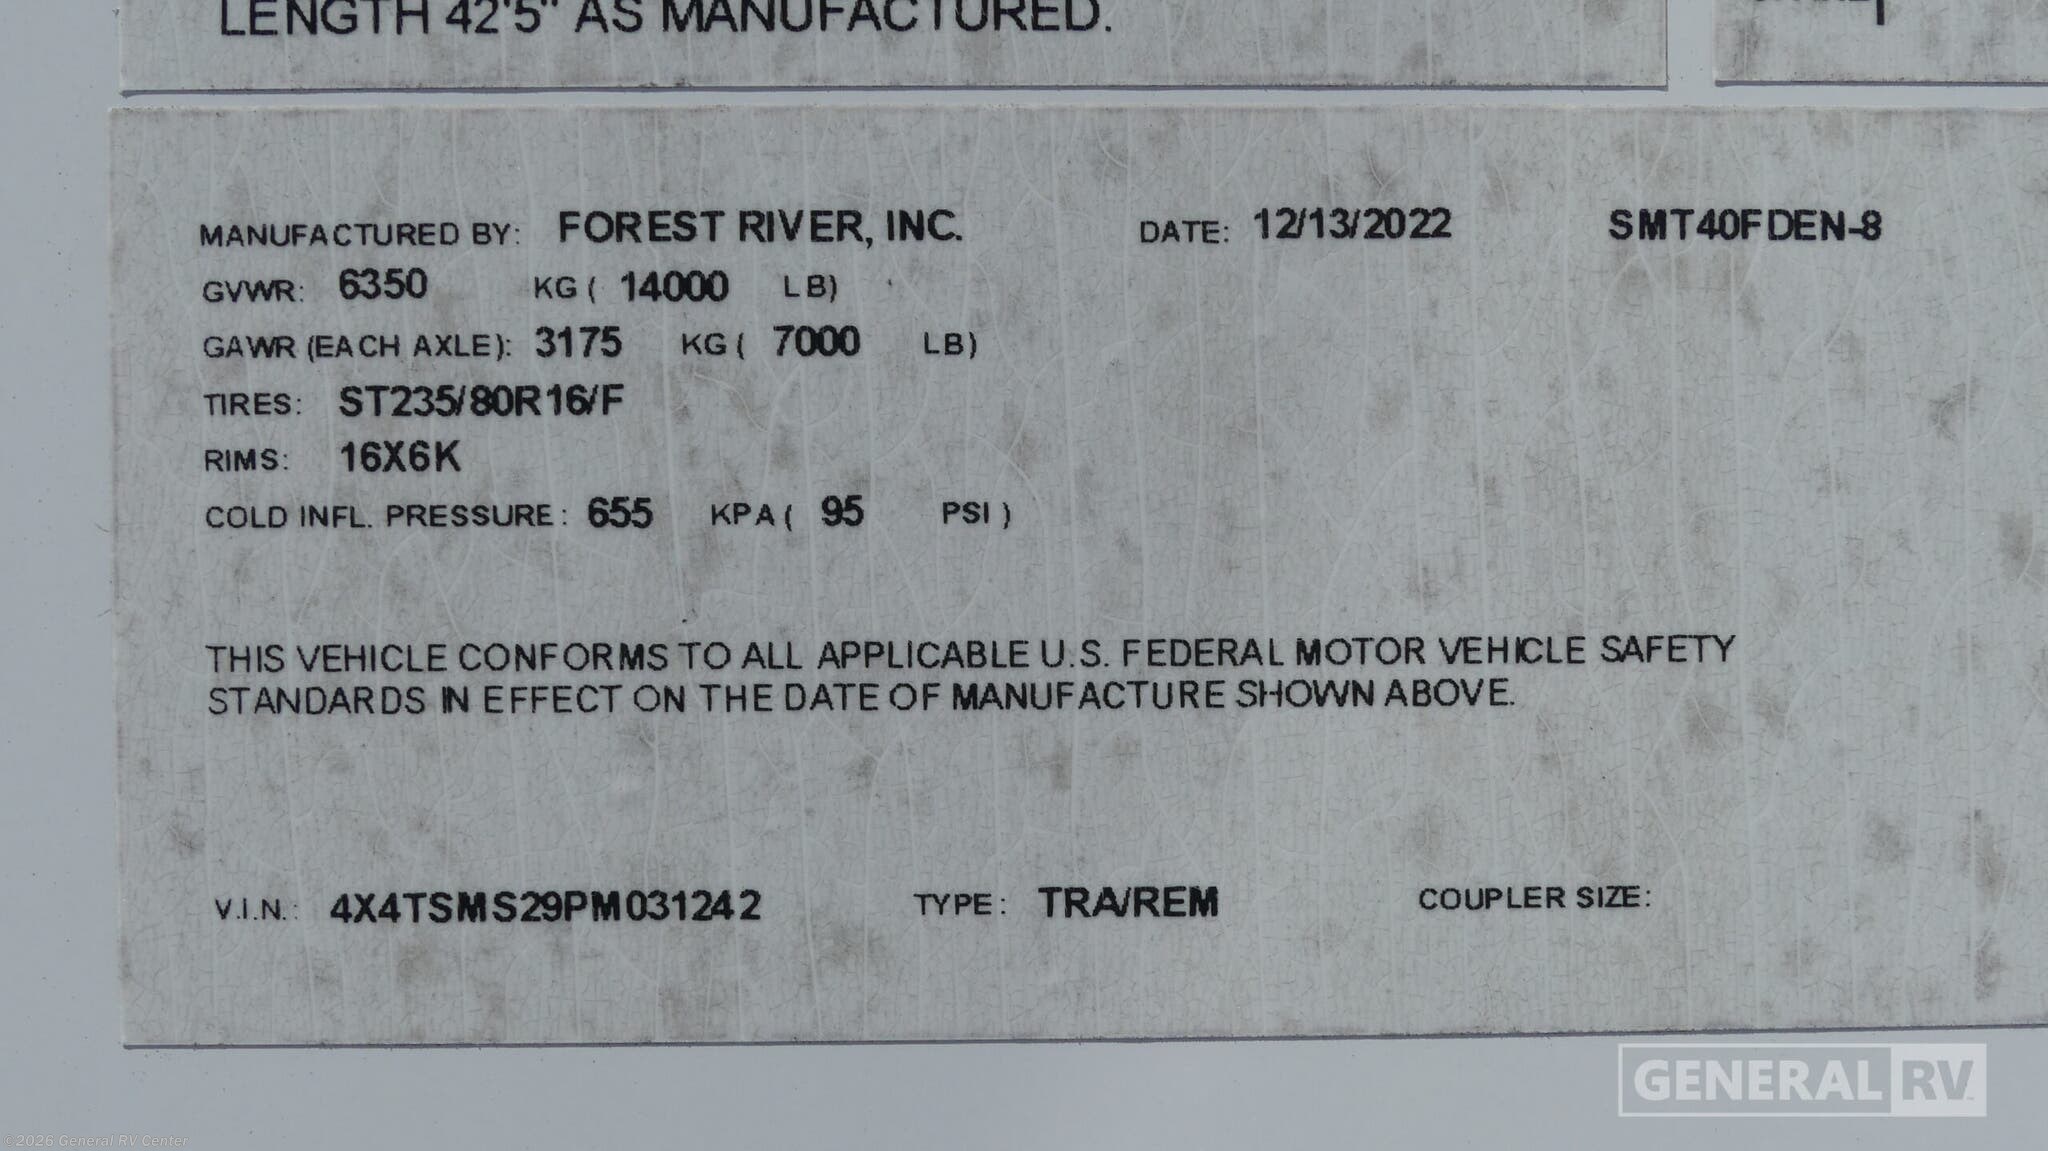 LENGTH 42'5" AS MANUFACTURED.
MANUFACTURED BY: FOREST RIVER, INC. DATE: 12/13/2022 SMT40FDEN-8
GVWR: 6350 KG ( 14000 LB)
GAWR (EACH AXLE): 3175 KG ( 7000 LB)
TIRES: ST235/80R16/F
RIMS: 16X6K
COLD INFL. PRESSURE: 655 KPA ( 95 PSI )
THIS VEHICLE CONFORMS TO ALL APPLICABLE U.S. FEDERAL MOTOR VEHICLE SAFETY
STANDARDS IN EFFECT ON THE DATE OF MANUFACTURE SHOWN ABOVE.
V.I.N.: 4X4TSMS29PM031242 TYPE: TRA/REM COUPLER SIZE:
GENERAL RV
©2026 General RV Center